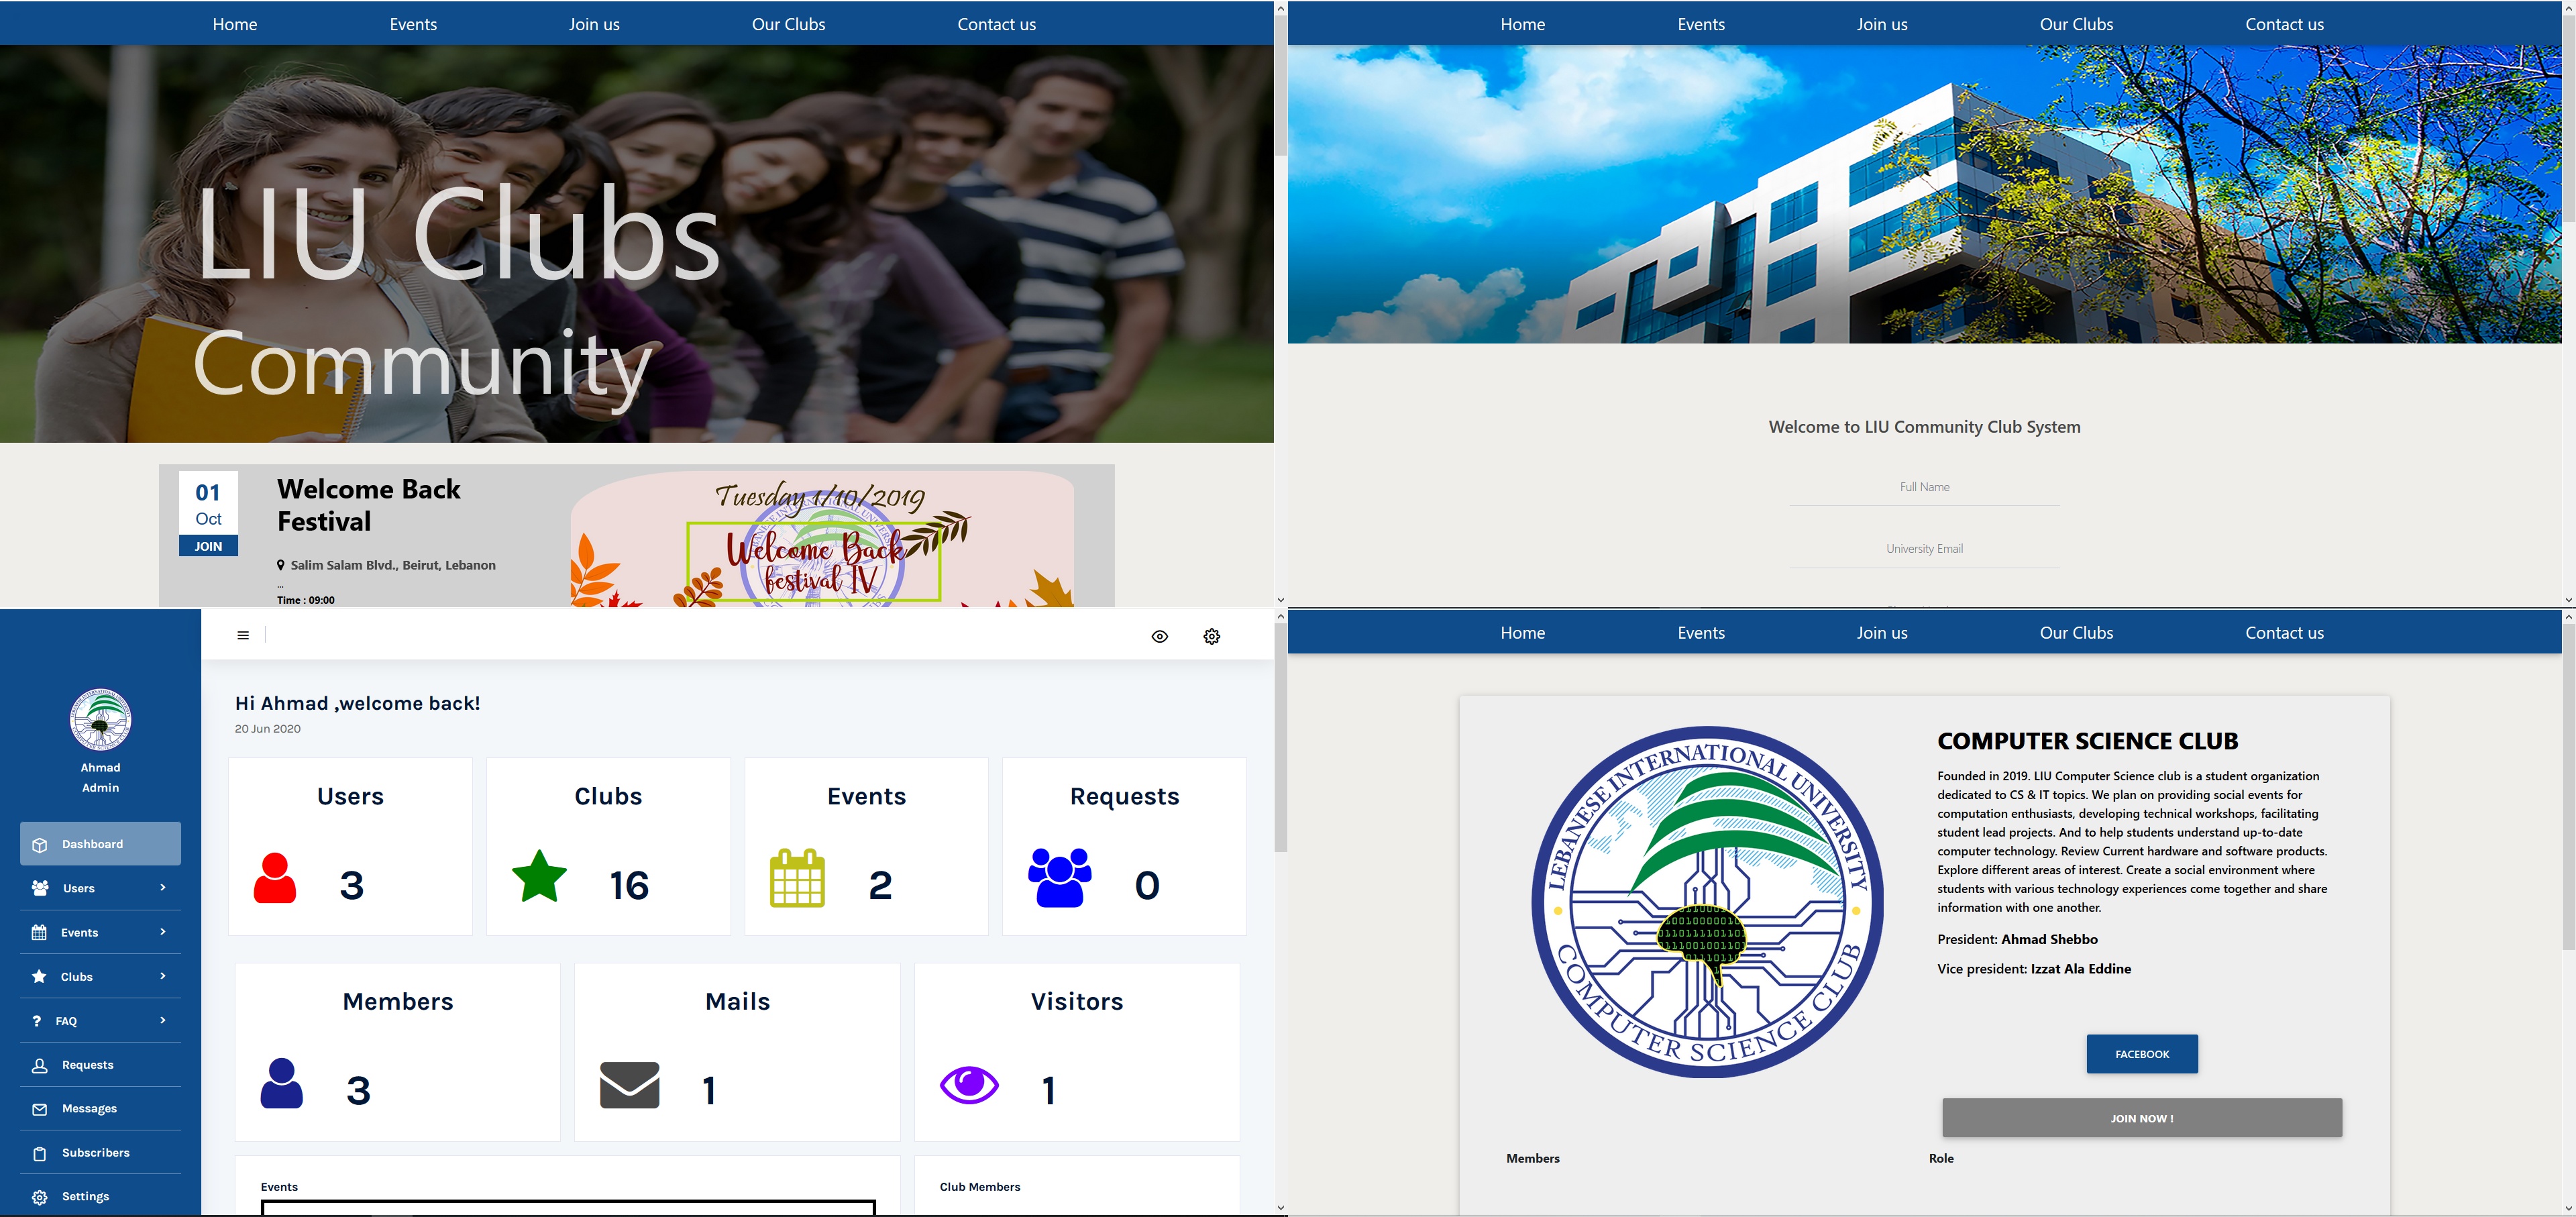 Home Events Join us Our Clubs Contact us
LIU Clubs
Community
01
Oct
JOIN
Welcome Back
Festival
Salim Salam Blvd., Beirut, Lebanon
...
Time : 09:00
Tuesday 1/10/2019
Welcome Back
festival IV
Home Events Join us Our Clubs Contact us
Welcome to LIU Community Club System
Full Name
University Email
Ahmad
Admin
Dashboard
Users
Events
Clubs
FAQ
Requests
Messages
Subscribers
Settings
Hi Ahmad ,welcome back!
20 Jun 2020
Users
3
Clubs
16
Events
2
Requests
0
Members
3
Mails
1
Visitors
1
Events
Club Members
Home Events Join us Our Clubs Contact us
LEBANESE INTERNATIONAL UNIVERSITY
COMPUTER SCIENCE CLUB
COMPUTER SCIENCE CLUB
Founded in 2019. LIU Computer Science club is a student organization
dedicated to CS & IT topics. We plan on providing social events for
computation enthusiasts, developing technical workshops, facilitating
student lead projects. And to help students understand up-to-date
computer technology. Review Current hardware and software products.
Explore different areas of interest. Create a social environment where
students with various technology experiences come together and share
information with one another.
President: Ahmad Shebbo
Vice president: Izzat Ala Eddine
FACEBOOK
JOIN NOW !
Members Role